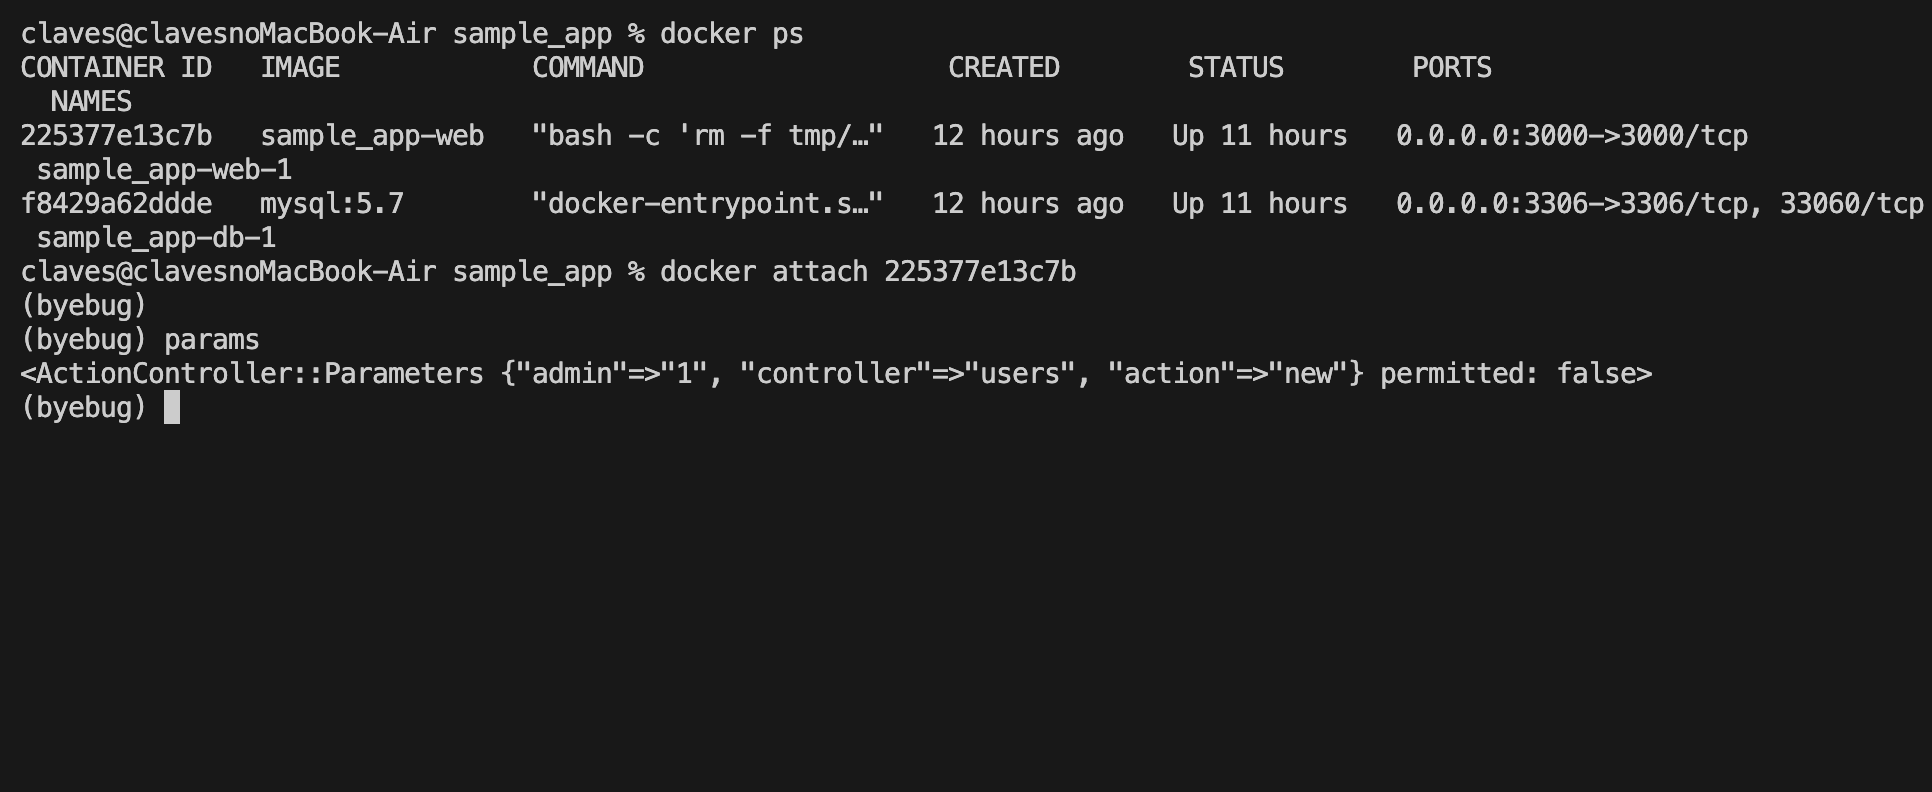 claves@clavesnoMacBook-Air sample_app % docker ps
CONTAINER ID   IMAGE            COMMAND                   CREATED        STATUS        PORTS
  NAMES
225377e13c7b   sample_app-web   "bash -c 'rm -f tmp/…"   12 hours ago   Up 11 hours   0.0.0.0:3000->3000/tcp
 sample_app-web-1
f8429a62ddde   mysql:5.7        "docker-entrypoint.s…"   12 hours ago   Up 11 hours   0.0.0.0:3306->3306/tcp, 33060/tcp
 sample_app-db-1
claves@clavesnoMacBook-Air sample_app % docker attach 225377e13c7b
(byebug)
(byebug) params
<ActionController::Parameters {"admin"=>"1", "controller"=>"users", "action"=>"new"} permitted: false>
(byebug)